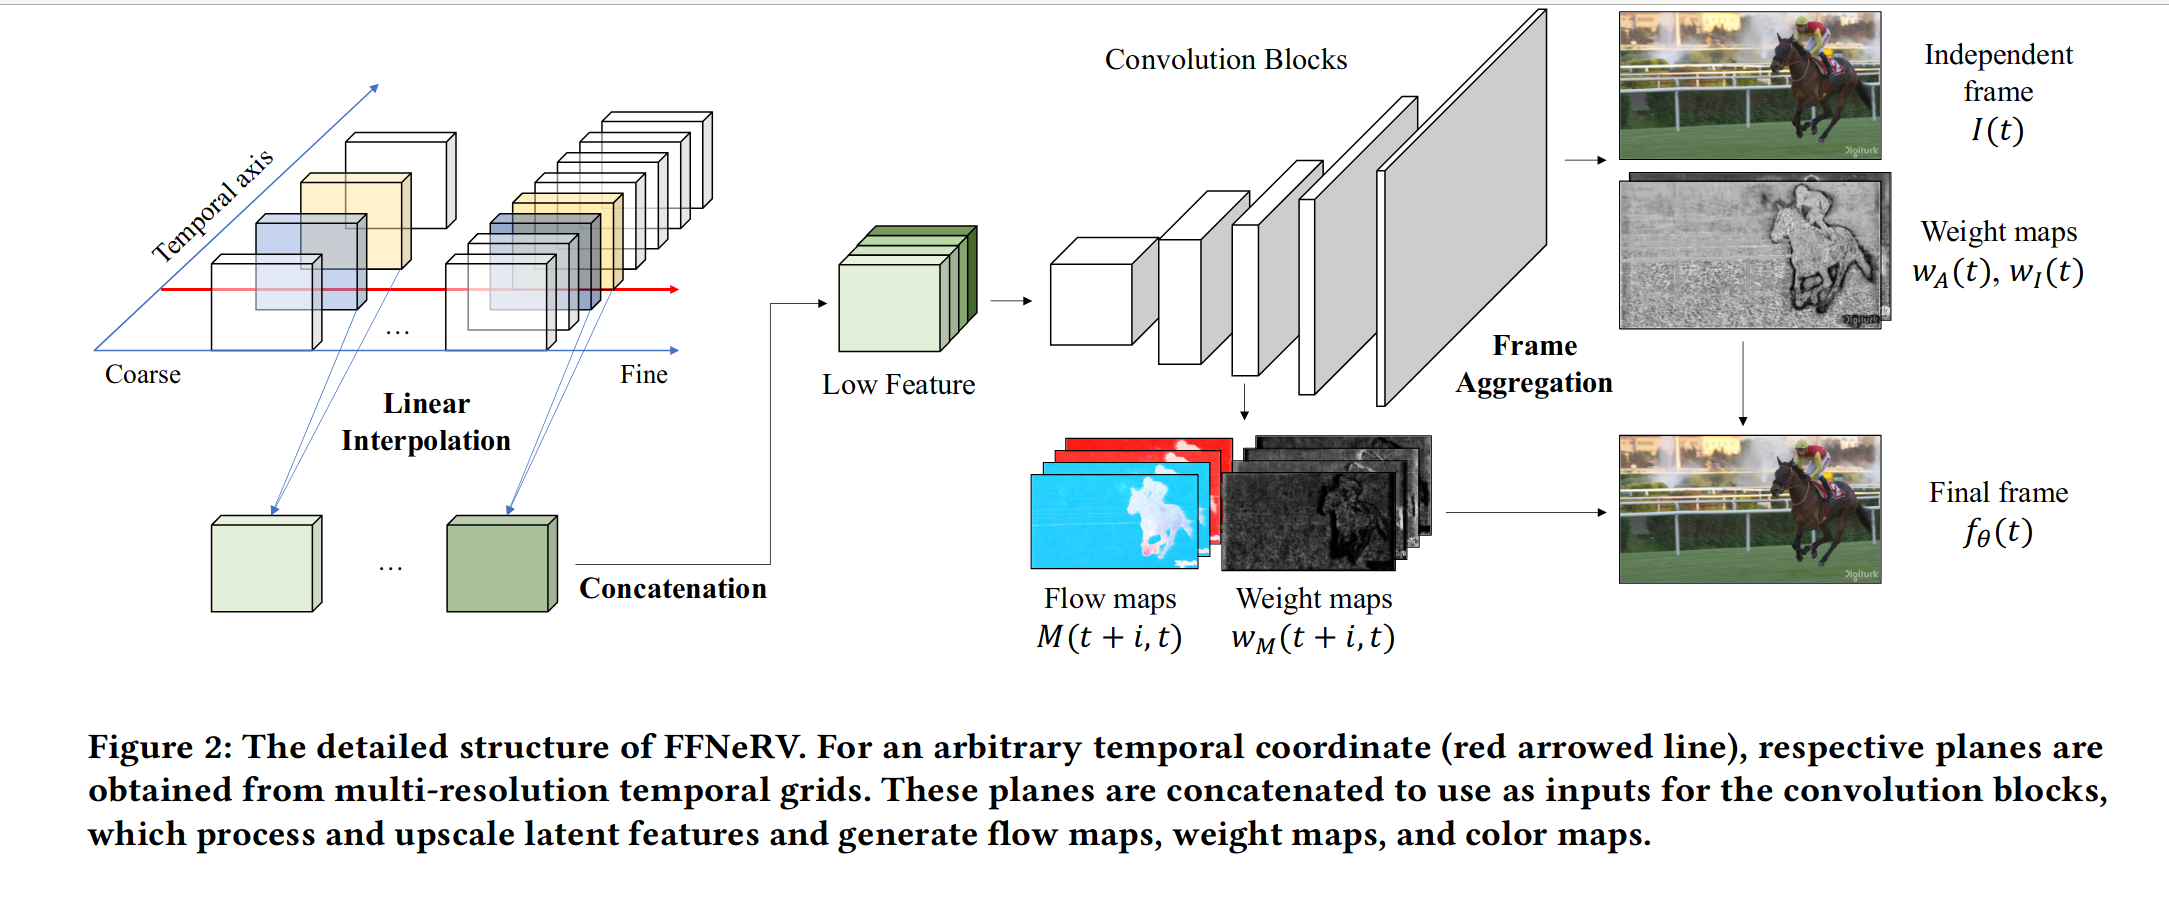 Temporal axis
Coarse
Fine
...
Linear
Interpolation
...
Concatenation
Low Feature
Convolution Blocks
Frame
Aggregation
Flow maps
M(t + i, t)
Weight maps
w_M(t + i, t)
Independent
frame
I(t)
Digiturk
Weight maps
w_A(t), w_I(t)
Digiturk
Final frame
f_θ(t)
Digiturk
Figure 2: The detailed structure of FFNeRV. For an arbitrary temporal coordinate (red arrowed line), respective planes are
obtained from multi-resolution temporal grids. These planes are concatenated to use as inputs for the convolution blocks,
which process and upscale latent features and generate flow maps, weight maps, and color maps.